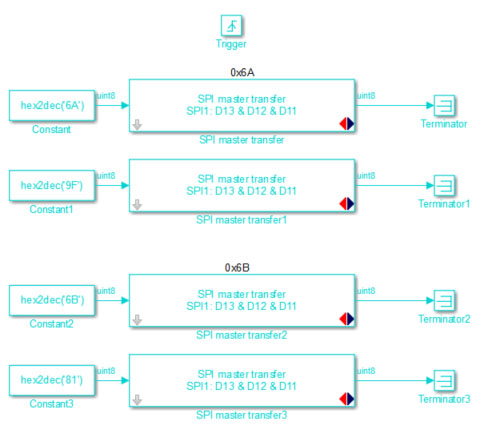 Trigger
0x6A
hex2dec('6A')
uint8
SPI master transfer
SPI1: D13 & D12 & D11
uint8
Constant
SPI master transfer
Terminator
hex2dec('9F')
uint8
SPI master transfer
SPI1: D13 & D12 & D11
uint8
Constant1
SPI master transfer1
Terminator1
0x6B
hex2dec('6B')
uint8
SPI master transfer
SPI1: D13 & D12 & D11
uint8
Constant2
SPI master transfer2
Terminator2
hex2dec('81')
uint8
SPI master transfer
SPI1: D13 & D12 & D11
uint8
Constant3
SPI master transfer3
Terminator3